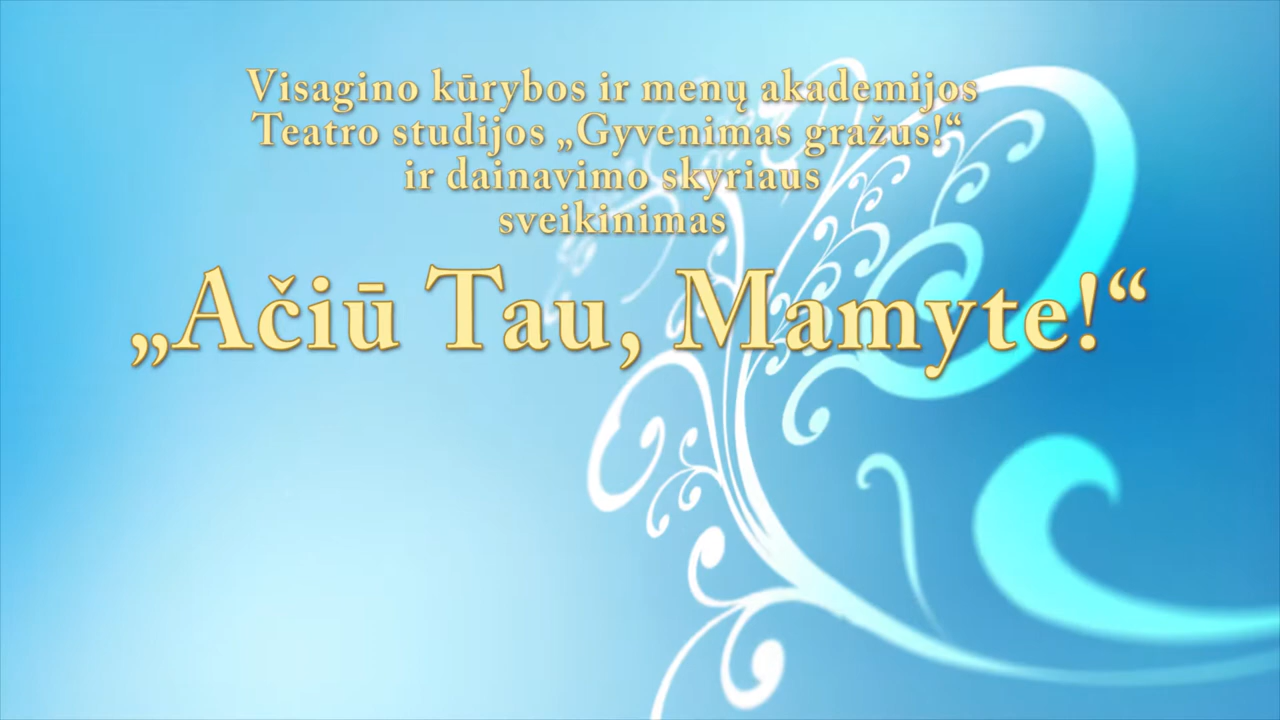 Visagino kūrybos ir menų akademijos
Teatro studijos „Gyvenimas gražus!“
ir dainavimo skyriaus
sveikinimas
„Ačiū Tau, Mamyte!“